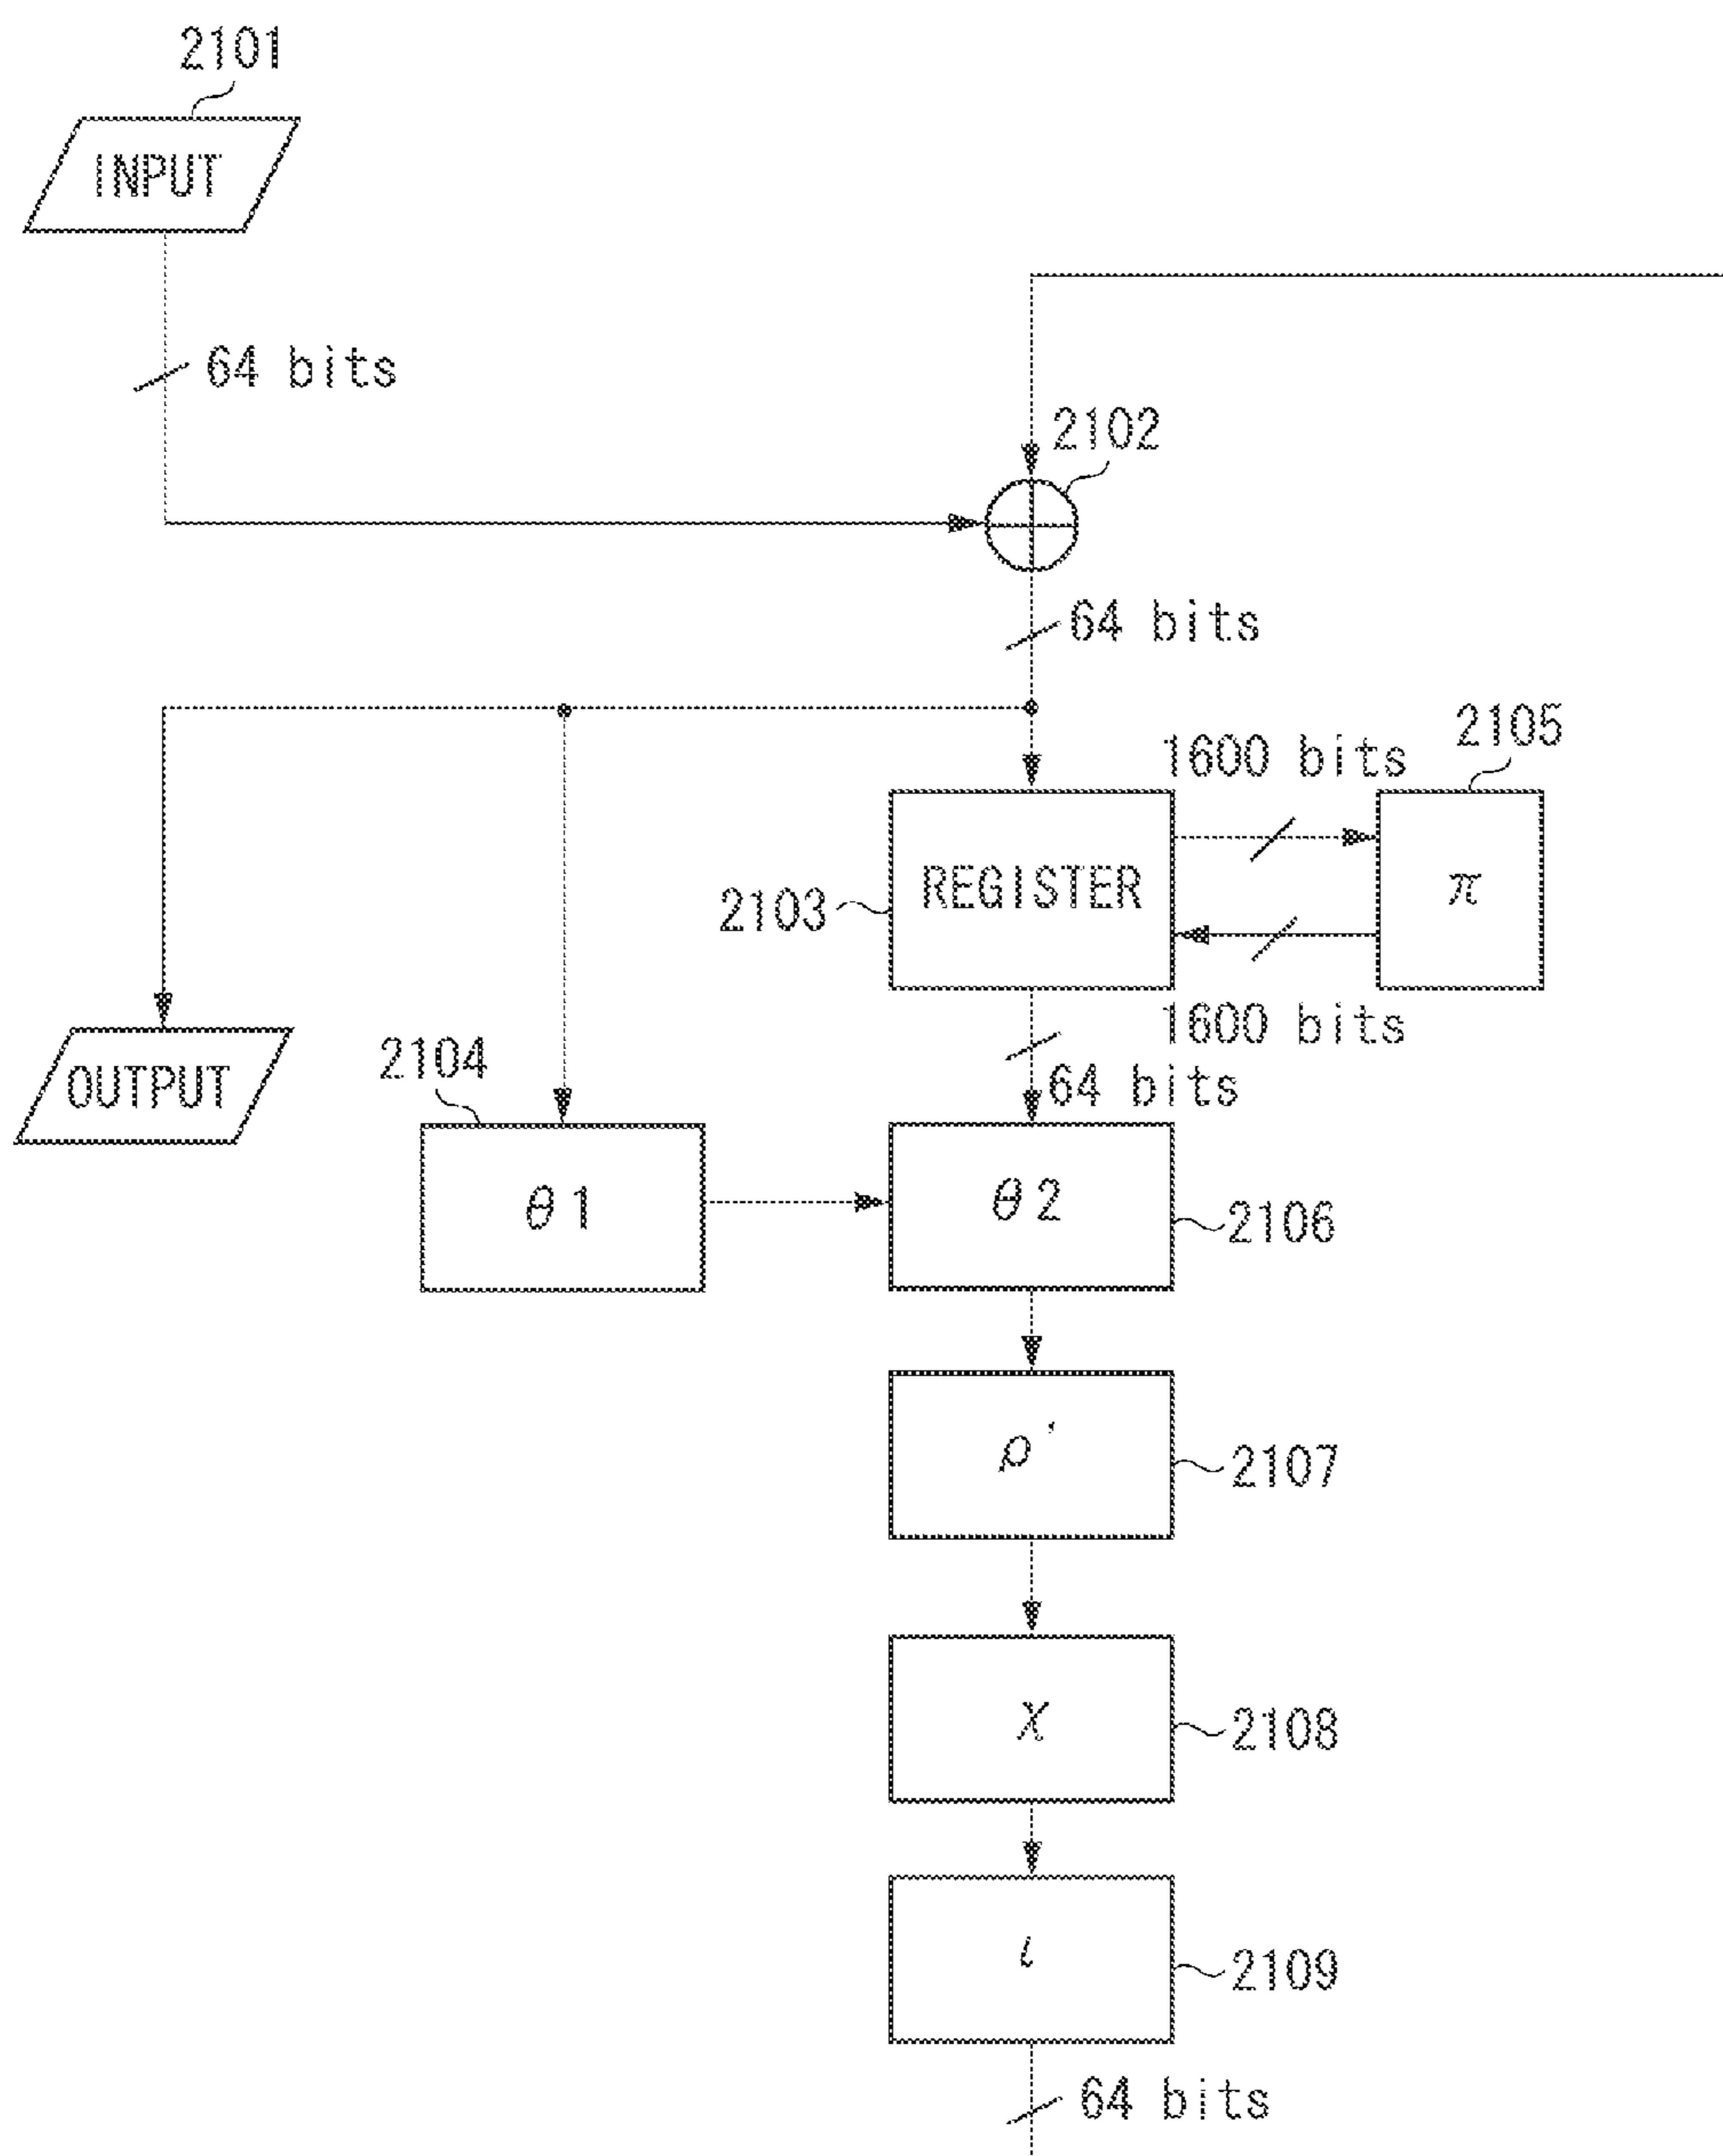 2101
INPUT
64 bits
2102
64 bits
2105
1600 bits
REGISTER
π
2103
1600 bits
2104
64 bits
OUTPUT
θ1
θ2
2106
ρ'
2107
χ
2108
ι
2109
64 bits